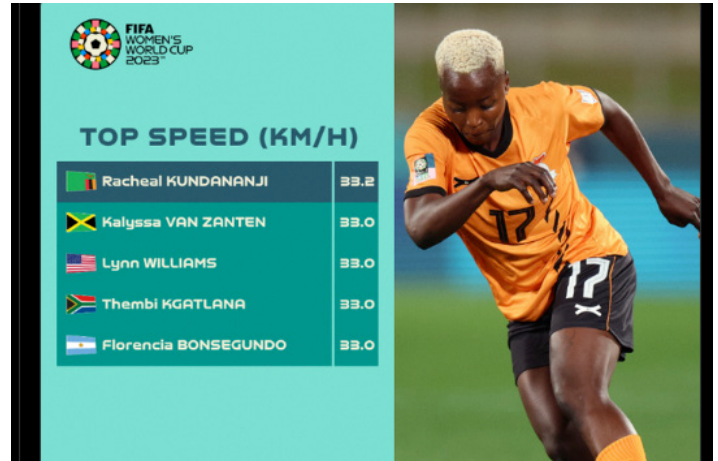 FIFA
WOMEN'S
WORLD CUP
2023™
TOP SPEED (KM/H)
Racheal KUNDANANJI 33.2
Kalyssa VAN ZANTEN 33.0
Lynn WILLIAMS 33.0
Thembi KGATLANA 33.0
Florencia BONSEGUNDO 33.0
17
17